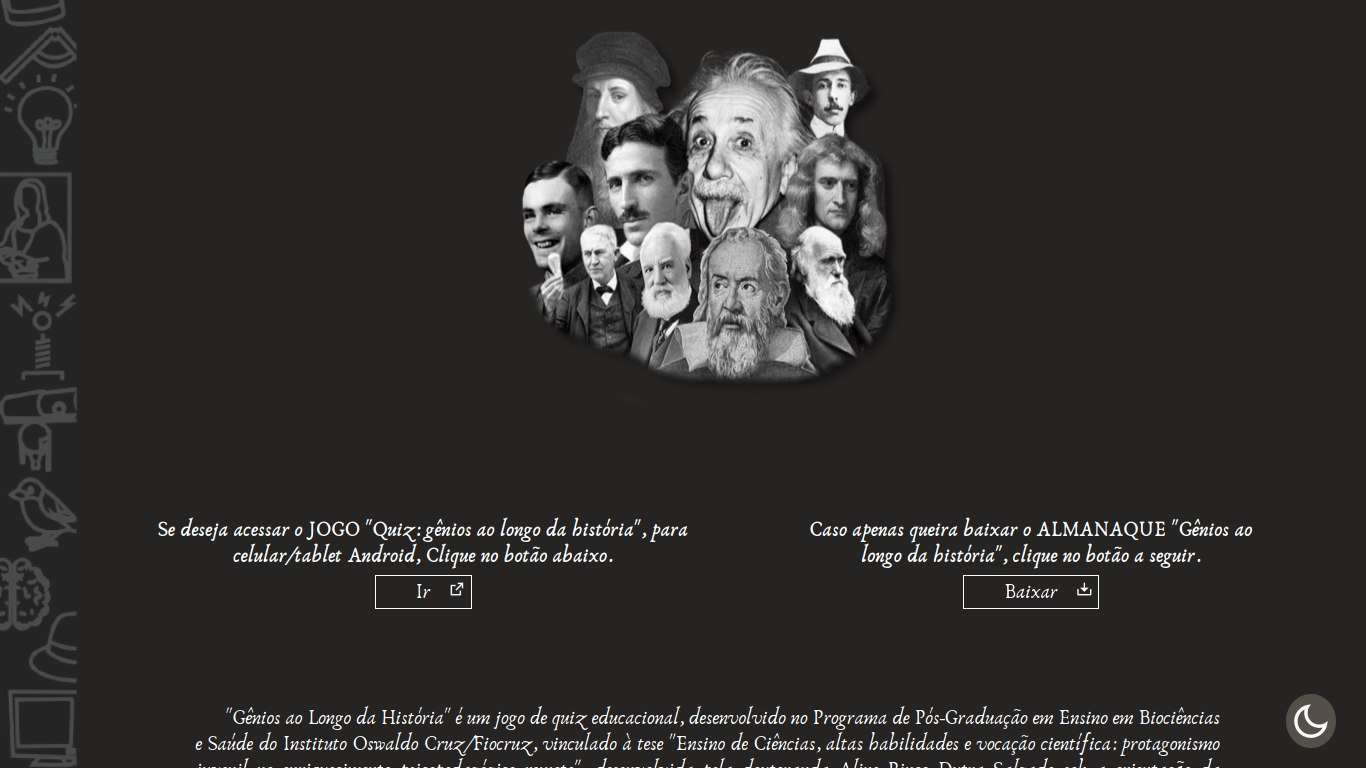 Se deseja acessar o JOGO "Quiz: gênios ao longo da história", para
celular/tablet Android, Clique no botão abaixo.
Ir
Caso apenas queira baixar o ALMANAQUE "Gênios ao
longo da história", clique no botão a seguir.
Baixar
"Gênios ao Longo da História" é um jogo de quiz educacional, desenvolvido no Programa de Pós-Graduação em Ensino em Biociências
e Saúde do Instituto Oswaldo Cruz/Fiocruz, vinculado à tese "Ensino de Ciências, altas habilidades e vocação científica: protagonismo